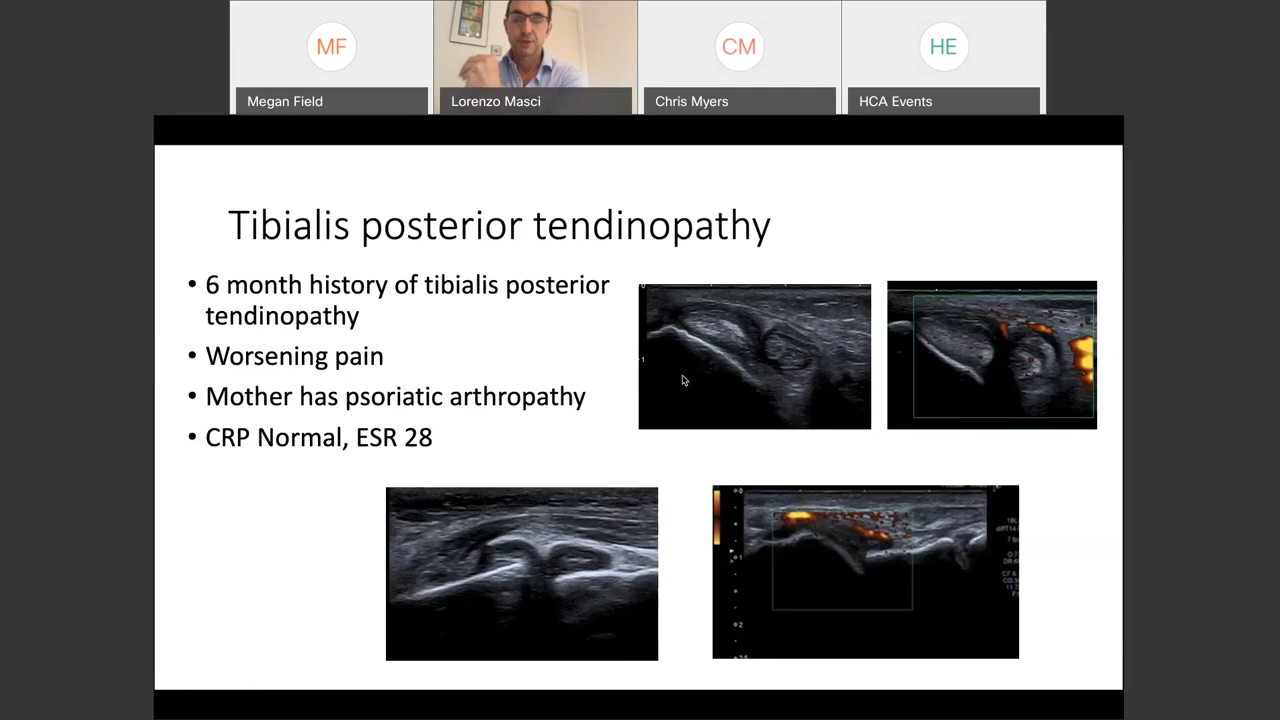 MF
CM
HE
Megan Field
Lorenzo Masci
Chris Myers
HCA Events
Tibialis posterior tendinopathy
• 6 month history of tibialis posterior
tendinopathy
• Worsening pain
• Mother has psoriatic arthropathy
• CRP Normal, ESR 28